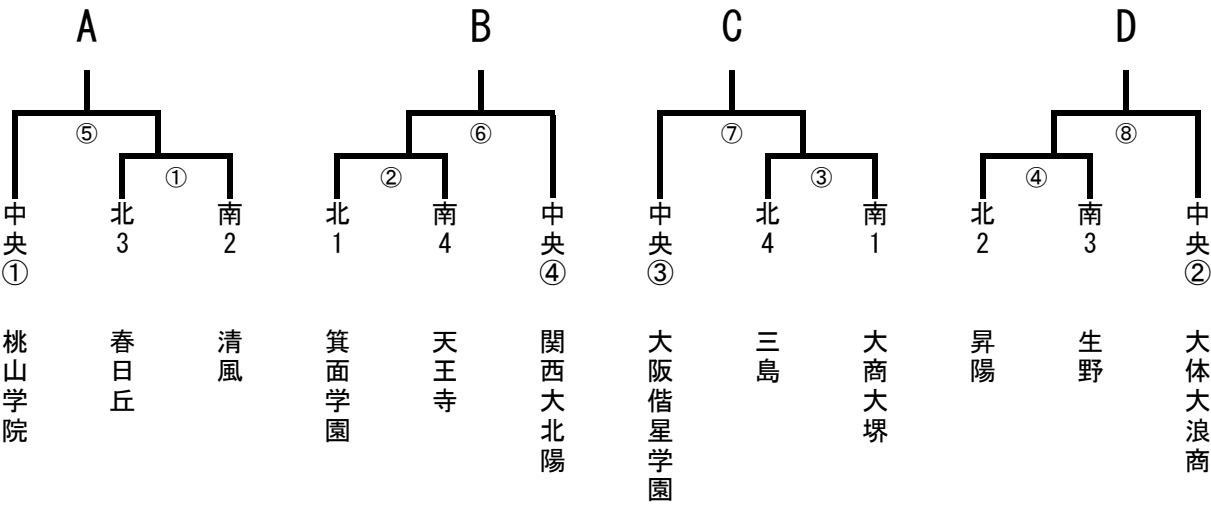 A B C D
⑤ ⑥ ⑦ ⑧
① ② ③ ④
中央① 北3 南2 北1 南4 中央④ 中央③ 北4 南1 北2 南3 中央②
桃山学院 春日丘 清風 箕面学園 天王寺 関西大北陽 大阪偕星学園 三島 大商大堺 昇陽 生野 大体大浪商